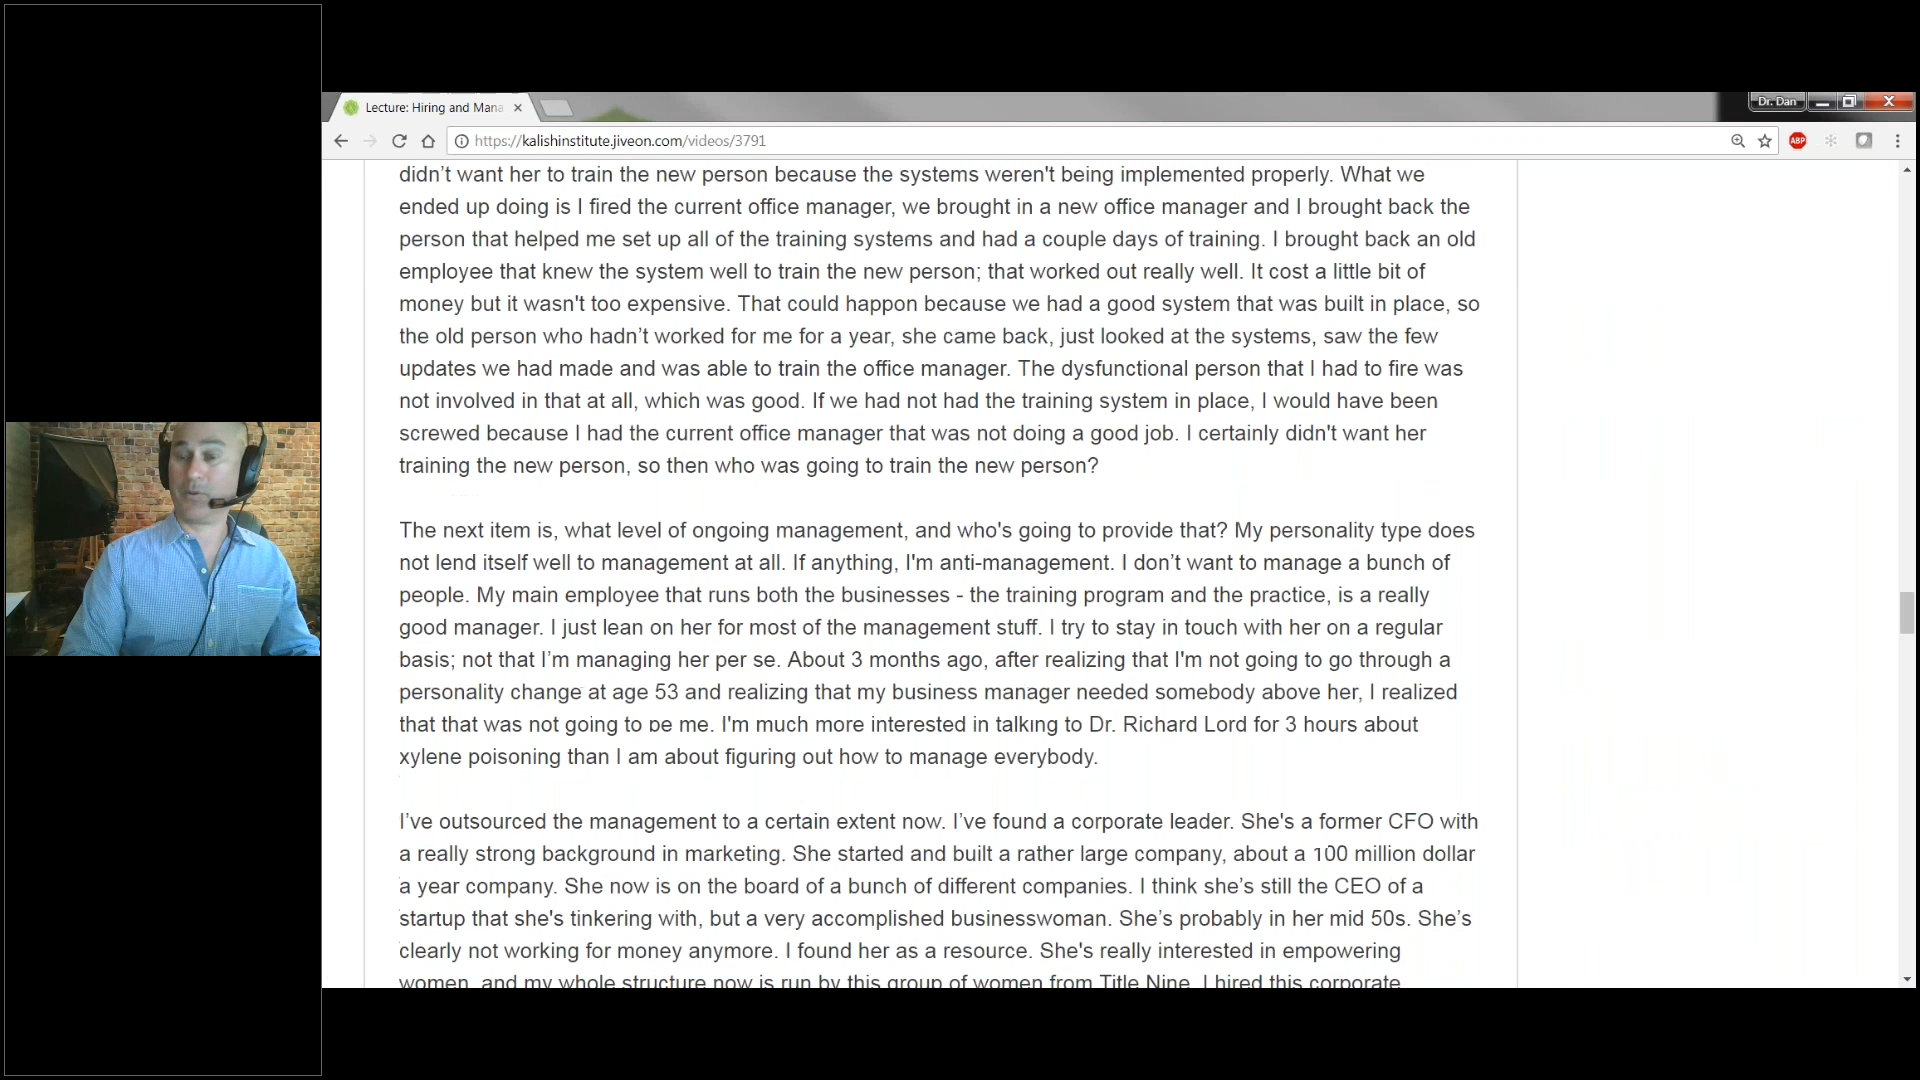 Lecture: Hiring and Mana
Dr. Dan
https://kalishinstitute.jiveon.com/videos/3791
ABP
didn’t want her to train the new person because the systems weren't being implemented properly. What we
ended up doing is I fired the current office manager, we brought in a new office manager and I brought back the
person that helped me set up all of the training systems and had a couple days of training. I brought back an old
employee that knew the system well to train the new person; that worked out really well. It cost a little bit of
money but it wasn't too expensive. That could happon because we had a good system that was built in place, so
the old person who hadn’t worked for me for a year, she came back, just looked at the systems, saw the few
updates we had made and was able to train the office manager. The dysfunctional person that I had to fire was
not involved in that at all, which was good. If we had not had the training system in place, I would have been
screwed because I had the current office manager that was not doing a good job. I certainly didn't want her
training the new person, so then who was going to train the new person?
The next item is, what level of ongoing management, and who's going to provide that? My personality type does
not lend itself well to management at all. If anything, I'm anti-management. I don’t want to manage a bunch of
people. My main employee that runs both the businesses - the training program and the practice, is a really
good manager. I just lean on her for most of the management stuff. I try to stay in touch with her on a regular
basis; not that I’m managing her per se. About 3 months ago, after realizing that I'm not going to go through a
personality change at age 53 and realizing that my business manager needed somebody above her, I realized
that that was not going to be me. I'm much more interested in talking to Dr. Richard Lord for 3 hours about
xylene poisoning than I am about figuring out how to manage everybody.
I’ve outsourced the management to a certain extent now. I’ve found a corporate leader. She's a former CFO with
a really strong background in marketing. She started and built a rather large company, about a 100 million dollar
a year company. She now is on the board of a bunch of different companies. I think she’s still the CEO of a
startup that she's tinkering with, but a very accomplished businesswoman. She’s probably in her mid 50s. She’s
clearly not working for money anymore. I found her as a resource. She's really interested in empowering
women, and my whole structure now is run by this group of women from Title Nine. I hired this corporate